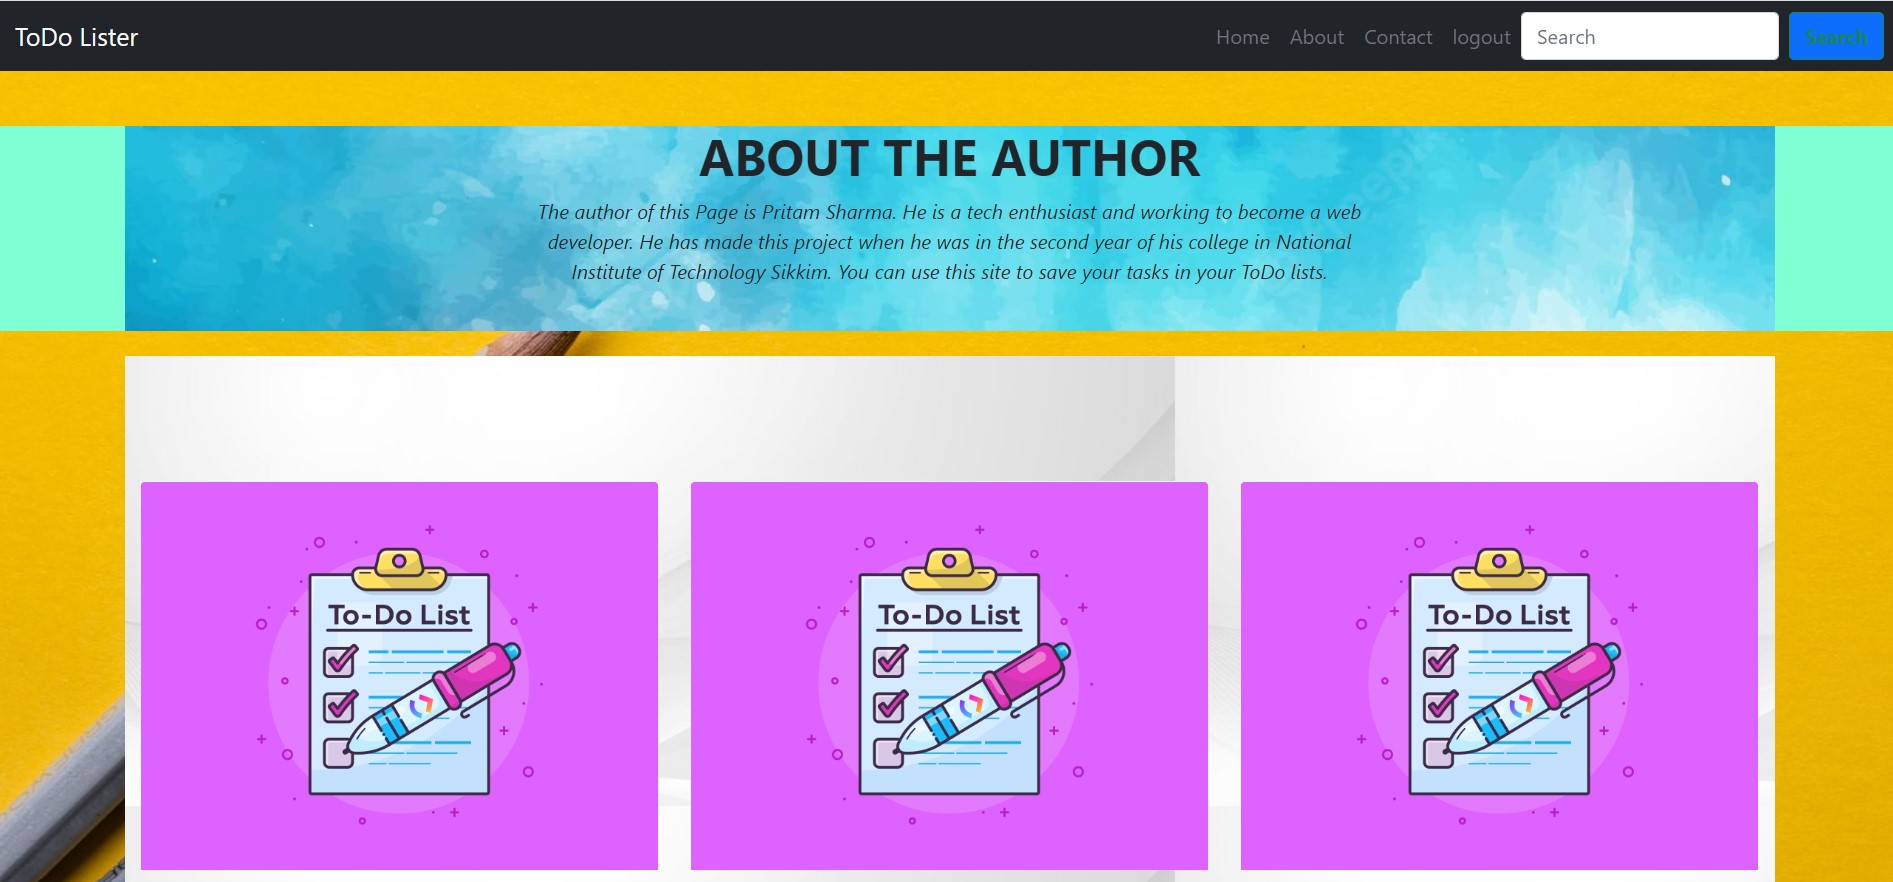 ToDo Lister
Home About Contact logout Search Search
ABOUT THE AUTHOR
The author of this Page is Pritam Sharma. He is a tech enthusiast and working to become a web
developer. He has made this project when he was in the second year of his college in National
Institute of Technology Sikkim. You can use this site to save your tasks in your ToDo lists.
To-Do List
To-Do List
To-Do List